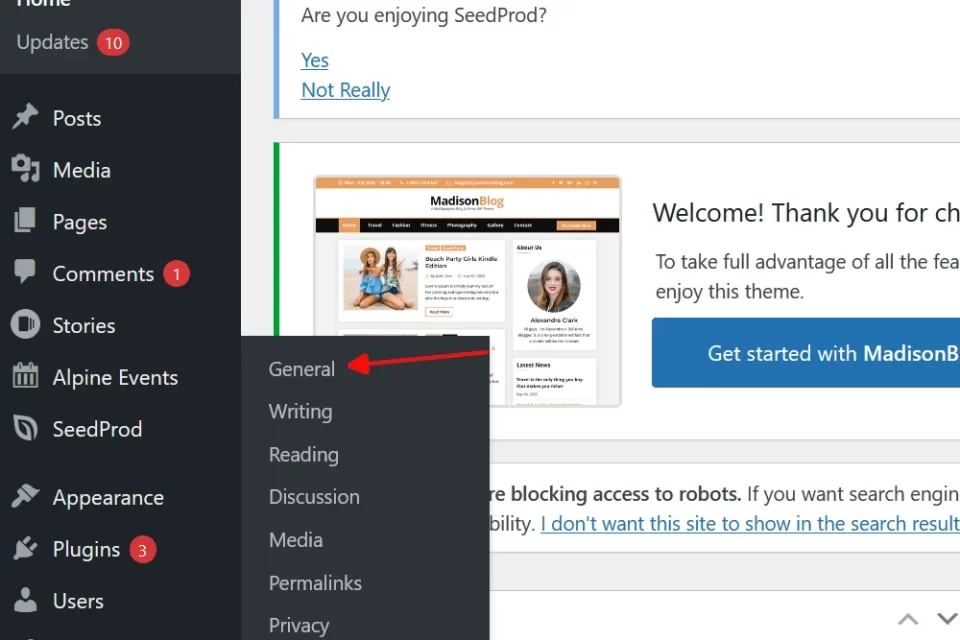 Home
Updates 10
Posts
Media
Pages
Comments 1
Stories
Alpine Events
SeedProd
Appearance
Plugins 3
Users
General
Writing
Reading
Discussion
Media
Permalinks
Privacy
Are you enjoying SeedProd?
Yes
Not Really
MadisonBlog
Home Travel Fashion Fitness Photography Gallery Contact
Beach Party Girls Kindle
Edition
Read More
About Us
Alexandra Clark
Latest News
Travel is the only thing you buy
that makes you richer
Welcome! Thank you for ch
To take full advantage of all the fea
enjoy this theme.
Get started with MadisonB
re blocking access to robots. If you want search engin
bility. I don't want this site to show in the search result